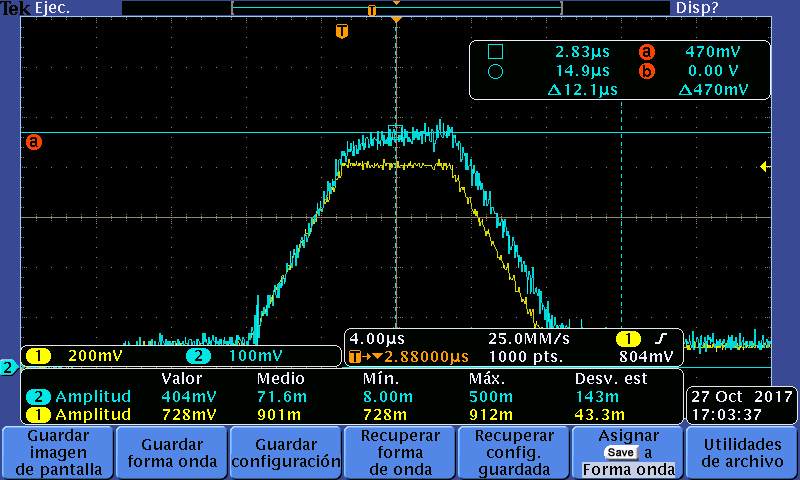 Tek Ejec. Disp?
T
T
2.83µs a 470mV
14.9µs b 0.00 V
Δ12.1µs Δ470mV
a
2
1 200mV 2 100mV
4.00µs 25.0MM/s 1
T→▼2.88000µs 1000 pts. 804mV
Valor Medio Mín. Máx. Desv. est
2 Amplitud 404mV 71.6m 8.00m 500m 143m
1 Amplitud 728mV 901m 728m 912m 43.3m
27 Oct 2017
17:03:37
Guardar
imagen
de pantalla
Guardar
forma onda
Guardar
configuración
Recuperar
forma
de onda
Recuperar
config.
guardada
Asignar
Save a
Forma onda
Utilidades
de archivo